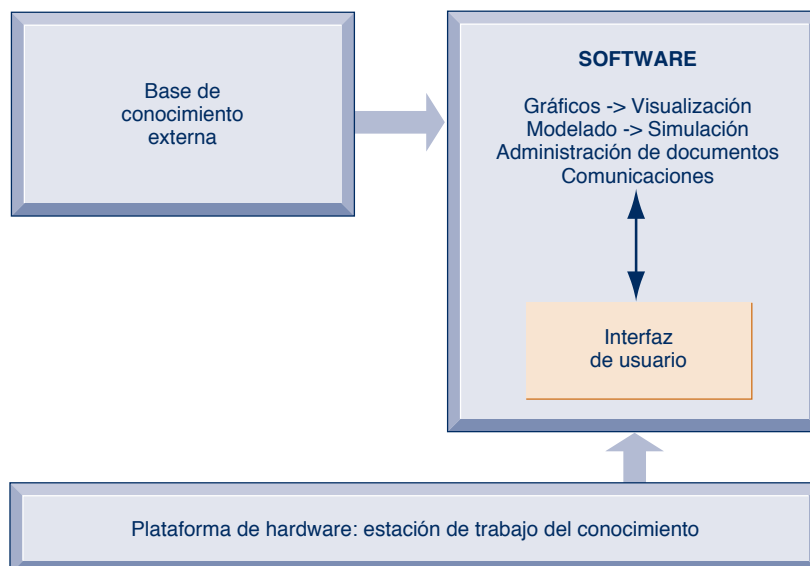 Base de
conocimiento
externa
SOFTWARE
Gráficos -> Visualización
Modelado -> Simulación
Administración de documentos
Comunicaciones
Interfaz
de usuario
Plataforma de hardware: estación de trabajo del conocimiento